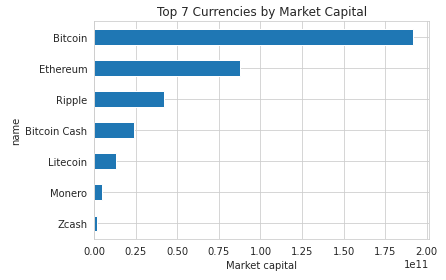 Top 7 Currencies by Market Capital
Bitcoin
Ethereum
Ripple
Bitcoin Cash
Litecoin
Monero
Zcash
name
0.00 0.25 0.50 0.75 1.00 1.25 1.50 1.75 2.00
1e11
Market capital